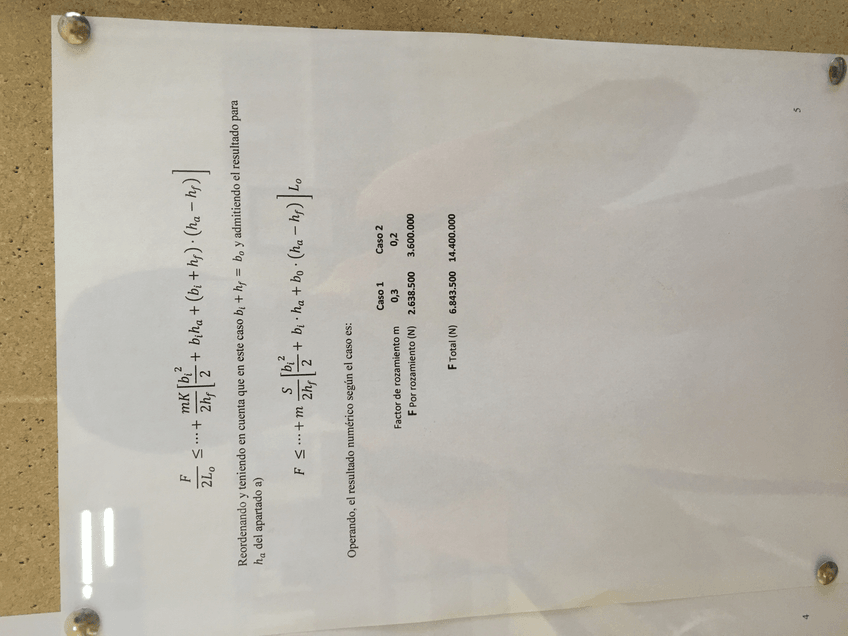 F/2L_o ≤ ⋯ + mK/2h_f [b_i²/2 + b_i h_a + (b_i + h_f) · (h_a − h_f)]
Reordenando y teniendo en cuenta que en este caso b_i + h_f = b_o y admitiendo el resultado para
h_a del apartado a)
F ≤ ⋯ + m S/2h_f [b_i²/2 + b_i · h_a + b_0 · (h_a − h_f)] L_o
Operando, el resultado numérico según el caso es:
Caso 1 Caso 2
Factor de rozamiento m 0,3 0,2
F Por rozamiento (N) 2.638.500 3.600.000
F Total (N) 6.843.500 14.400.000
5
4